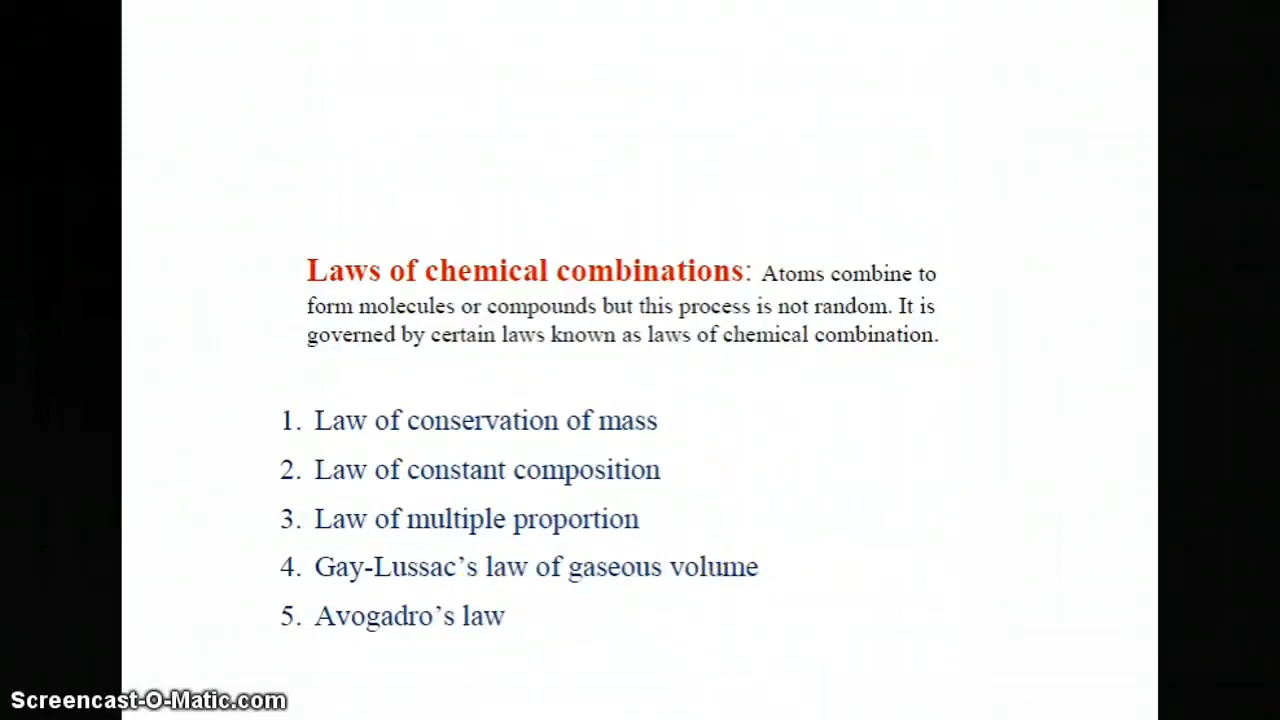 Laws of chemical combinations: Atoms combine to
form molecules or compounds but this process is not random. It is
governed by certain laws known as laws of chemical combination.
1. Law of conservation of mass
2. Law of constant composition
3. Law of multiple proportion
4. Gay-Lussac’s law of gaseous volume
5. Avogadro’s law
Screencast-O-Matic.com